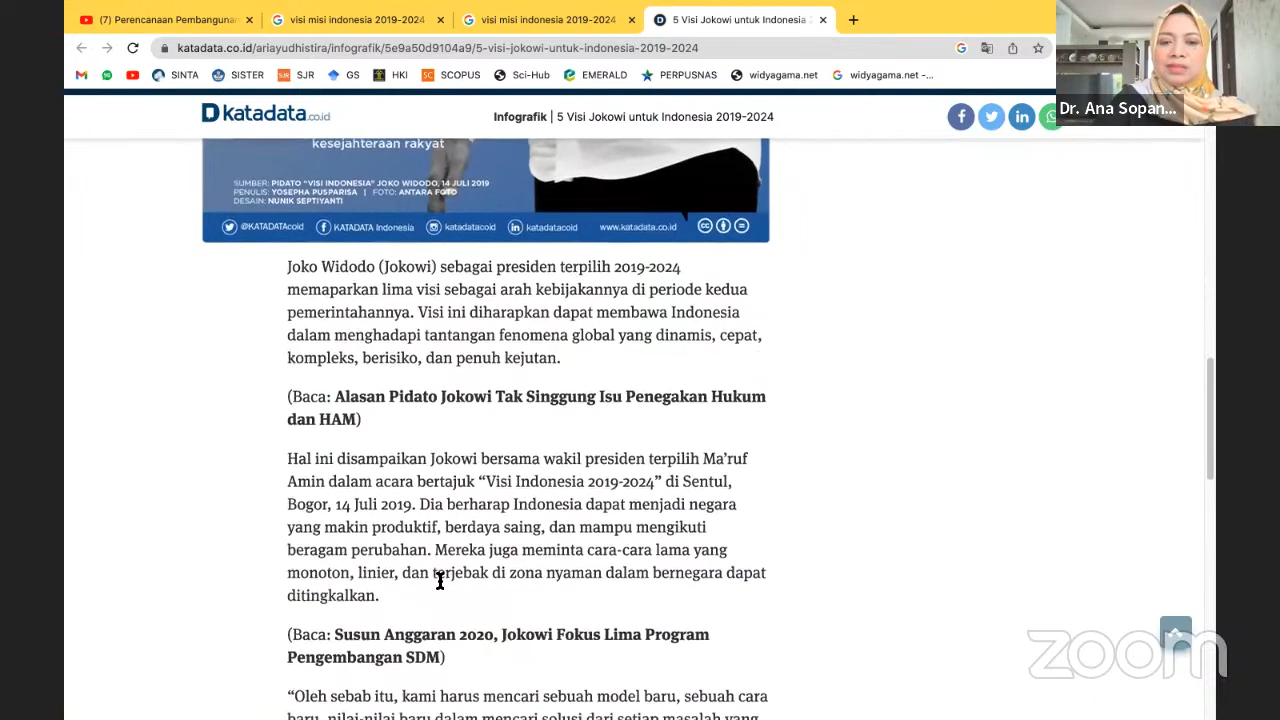 (7) Perencanaan Pembangunan
visi misi indonesia 2019-2024
visi misi indonesia 2019-2024
5 Visi Jokowi untuk Indonesia 2
katadata.co.id/ariayudhistira/infografik/5e9a50d9104a9/5-visi-jokowi-untuk-indonesia-2019-2024
SINTA
SISTER
SJR
GS
HKI
SCOPUS
Sci-Hub
EMERALD
PERPUSNAS
widyagama.net
widyagama.net -...
Dr. Ana Sopan...
katadata.co.id
Infografik | 5 Visi Jokowi untuk Indonesia 2019-2024
kesejahteraan rakyat
SUMBER: PIDATO "VISI INDONESIA" JOKO WIDODO, 14 JULI 2019
PENULIS: YOSEPHA PUSPARISA | FOTO: ANTARA FOTO
DESAIN: NUNIK SEPTIYANTI
@KATADATAcoid KATADATA Indonesia katadatacoid katadatacoid www.katadata.co.id
Joko Widodo (Jokowi) sebagai presiden terpilih 2019-2024
memaparkan lima visi sebagai arah kebijakannya di periode kedua
pemerintahannya. Visi ini diharapkan dapat membawa Indonesia
dalam menghadapi tantangan fenomena global yang dinamis, cepat,
kompleks, berisiko, dan penuh kejutan.
(Baca: Alasan Pidato Jokowi Tak Singgung Isu Penegakan Hukum
dan HAM)
Hal ini disampaikan Jokowi bersama wakil presiden terpilih Ma'ruf
Amin dalam acara bertajuk “Visi Indonesia 2019-2024” di Sentul,
Bogor, 14 Juli 2019. Dia berharap Indonesia dapat menjadi negara
yang makin produktif, berdaya saing, dan mampu mengikuti
beragam perubahan. Mereka juga meminta cara-cara lama yang
monoton, linier, dan terjebak di zona nyaman dalam bernegara dapat
ditingkalkan.
(Baca: Susun Anggaran 2020, Jokowi Fokus Lima Program
Pengembangan SDM)
“Oleh sebab itu, kami harus mencari sebuah model baru, sebuah cara
baru, nilai-nilai baru dalam mencari solusi dari setiap masalah yang
zoom